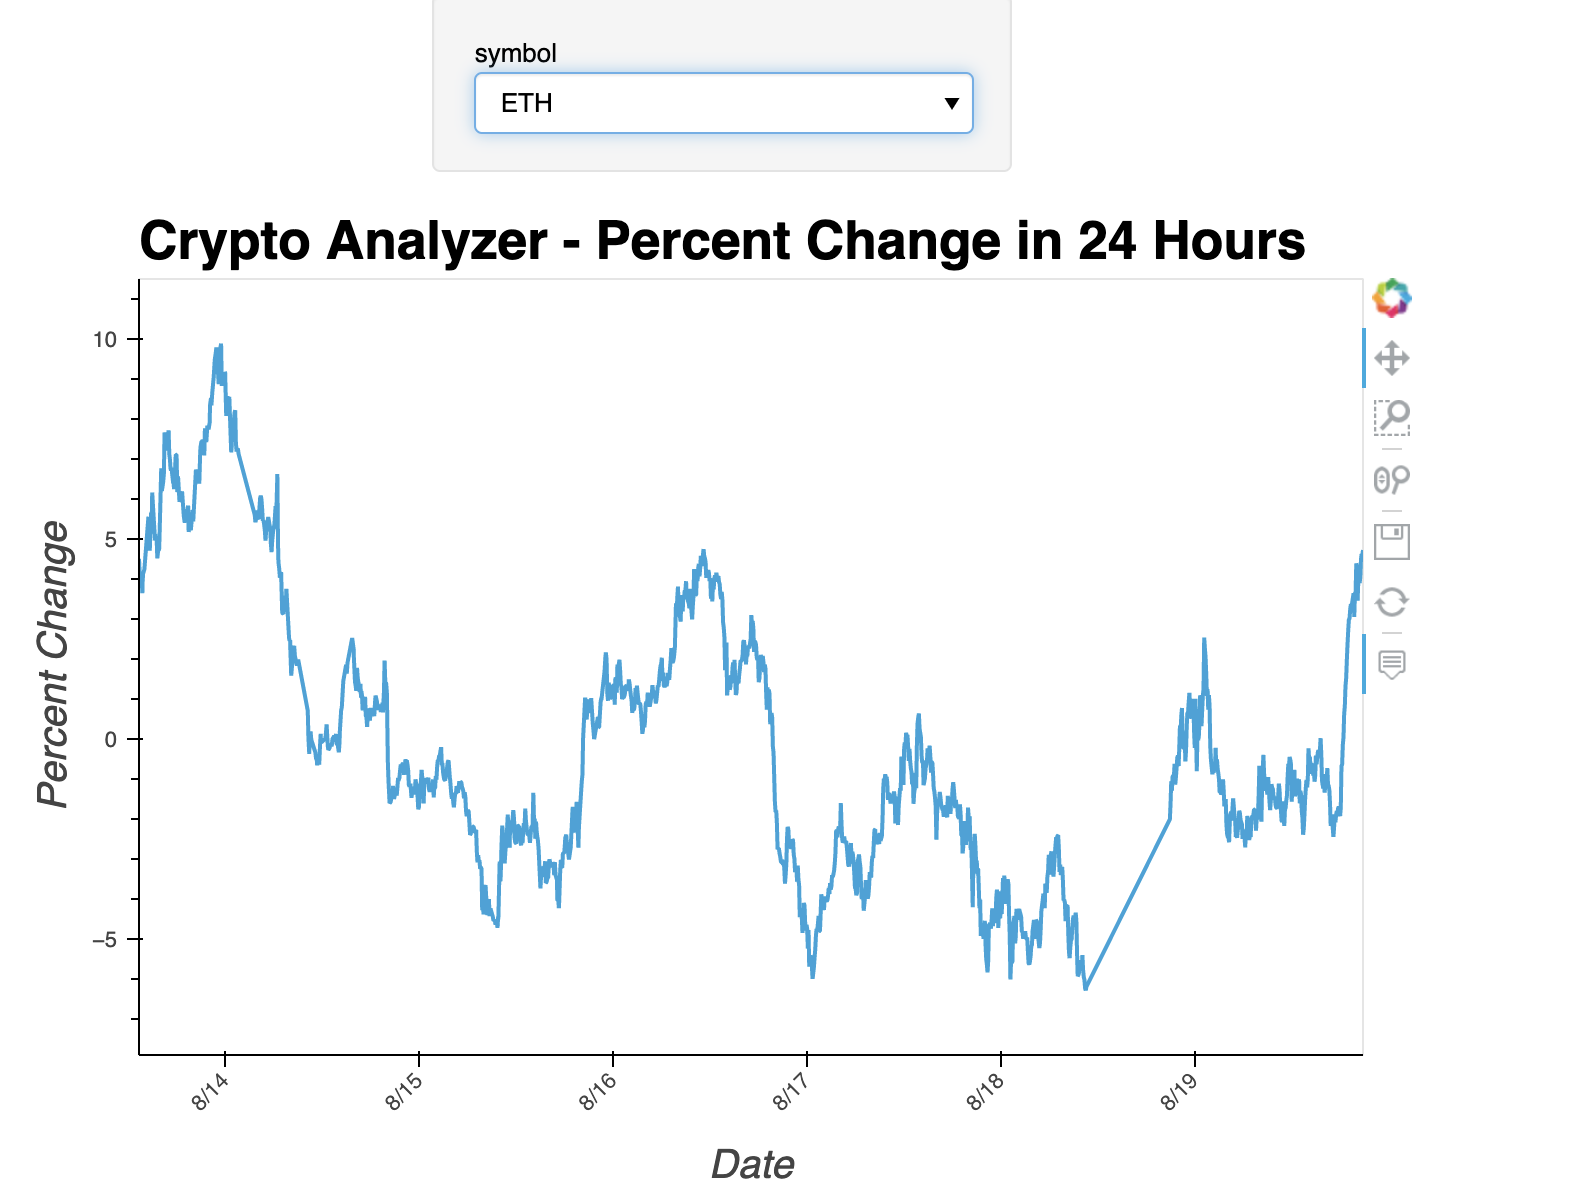 symbol
ETH
Crypto Analyzer - Percent Change in 24 Hours
10
5
0
−5
Percent Change
8/14
8/15
8/16
8/17
8/18
8/19
Date